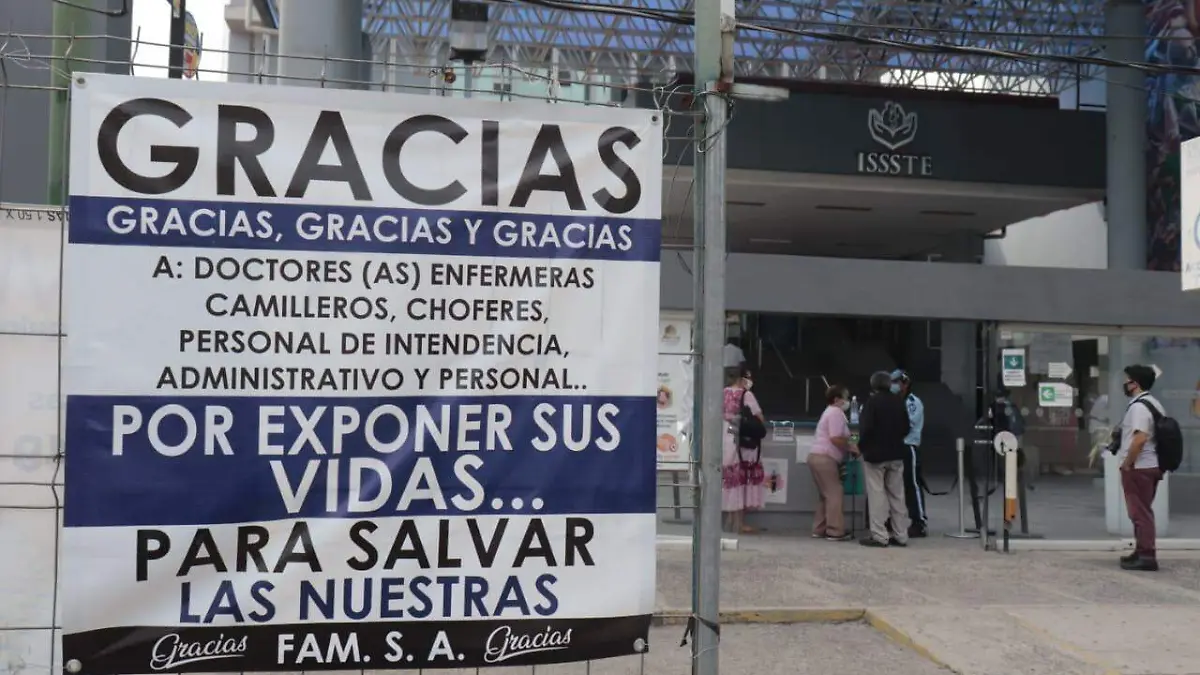 GRACIAS
GRACIAS, GRACIAS Y GRACIAS
A: DOCTORES (AS) ENFERMERAS
CAMILLEROS, CHOFERES,
PERSONAL DE INTENDENCIA,
ADMINISTRATIVO Y PERSONAL..
POR EXPONER SUS
VIDAS...
PARA SALVAR
LAS NUESTRAS
Gracias FAM. S. A. Gracias
ISSSTE